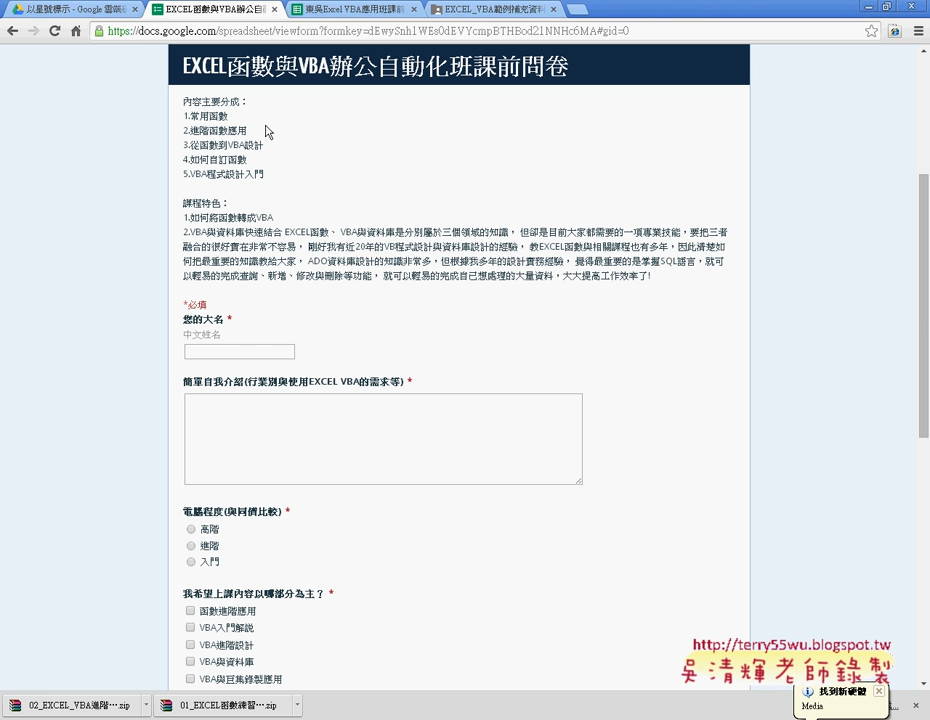 以星號標示 - Google 雲端
EXCEL函數與VBA辦公自
東吳Excel VBA應用班課前
EXCEL_VBA範例補充資料
https://docs.google.com/spreadsheet/viewform?formkey=dEwySnh1WEs0dEVYcmpBTHBod21NNHc6MA#gid=0
EXCEL函數與VBA辦公自動化班課前問卷
內容主要分成：
1.常用函數
2.進階函數應用
3.從函數到VBA設計
4.如何自訂函數
5.VBA程式設計入門
課程特色：
1.如何將函數轉成VBA
2.VBA與資料庫快速結合 EXCEL函數、 VBA與資料庫是分別屬於三個領域的知識， 但卻是目前大家都需要的一項專業技能，要把三者
融合的很好實在非常不容易， 剛好我有近20年的VB程式設計與資料庫設計的經驗， 教EXCEL函數與相關課程也有多年，因此清楚如
何把最重要的知識教給大家， ADO資料庫設計的知識非常多，但根據我多年的設計實務經驗， 覺得最重要的是掌握SQL語言，就可
以輕易的完成查詢、新增、修改與刪除等功能， 就可以輕易的完成自己想處理的大量資料，大大提高工作效率了!
*必填
您的大名 *
中文姓名
簡單自我介紹(行業別與使用EXCEL VBA的需求等) *
電腦程度(與同儕比較) *
高階
進階
入門
我希望上課內容以哪部分為主？ *
函數進階應用
VBA入門解說
VBA進階設計
VBA與資料庫
VBA與巨集錄製應用
http://terry55wu.blogspot.tw
吳清輝老師錄製
找到新硬體
Media
02_EXCEL_VBA進階....zip
01_EXCEL函數練習....zip